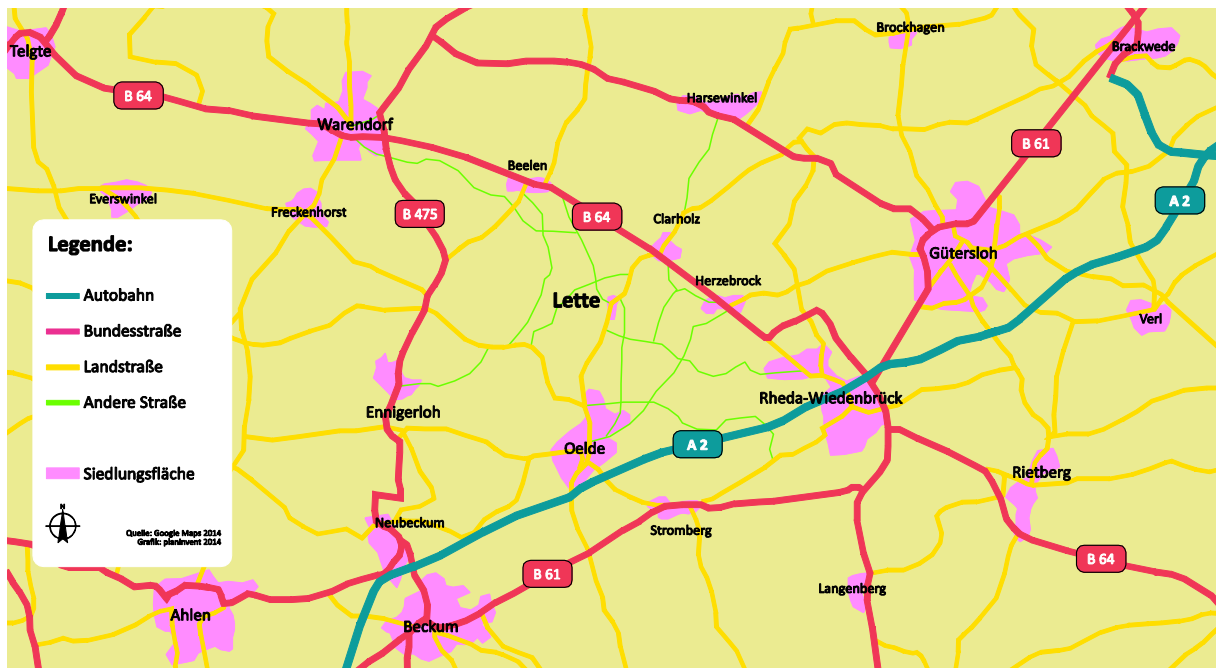 Brockhagen
Telgte
Brackwede
B 64
Harsewinkel
Warendorf
B 61
Beelen
Everswinkel
A 2
Freckenhorst
B 475
B 64
Clarholz
Legende:
Gütersloh
Herzebrock
Autobahn
Lette
Verl
Bundesstraße
Landstraße
Andere Straße
Rheda-Wiedenbrück
Ennigerloh
Oelde
A 2
Siedlungsfläche
Rietberg
N
Neubeckum
Stromberg
Quelle: Google Maps 2014
Grafik: planinvent 2014
B 64
B 61
Langenberg
Ahlen
Beckum